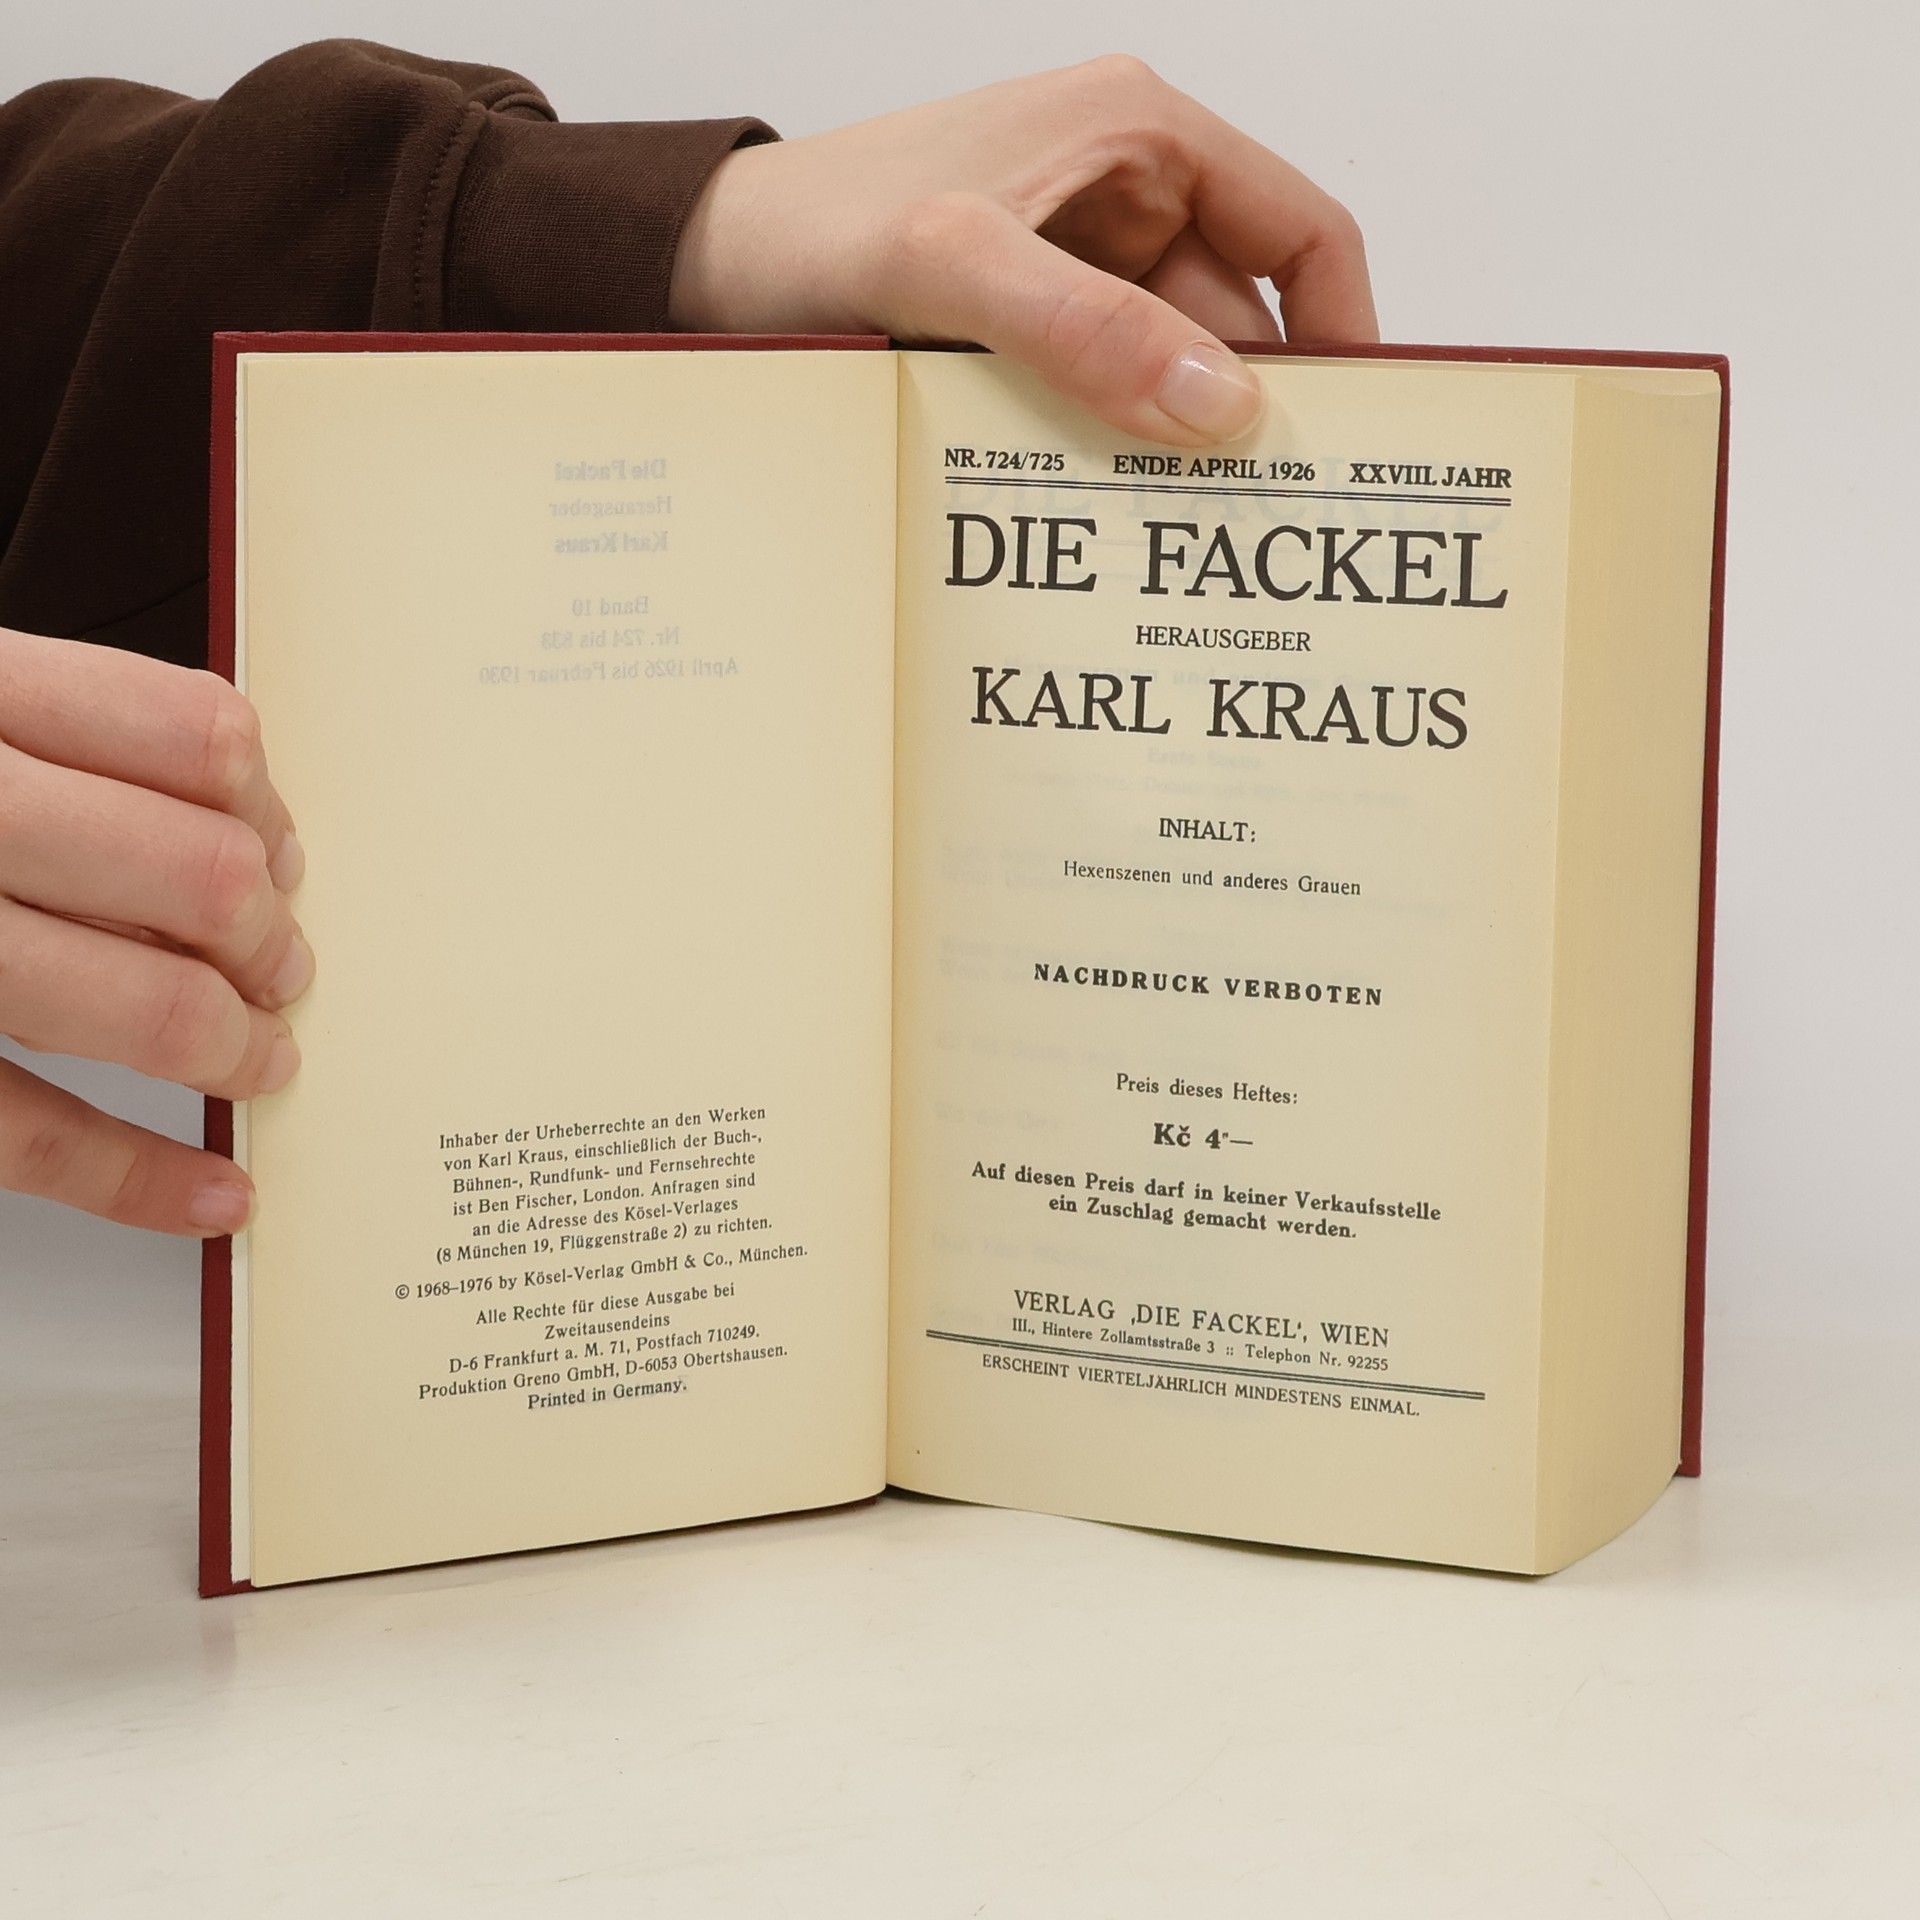 Die Fackel
Herausgeber
Karl Kraus
Band 10
Nr. 724 bis 833
April 1926 bis Februar 1930
Inhaber der Urheberrechte an den Werken
von Karl Kraus, einschließlich der Buch-,
Bühnen-, Rundfunk- und Fernsehrechte
ist Ben Fischer, London. Anfragen sind
an die Adresse des Kösel-Verlages
(8 München 19, Flüggenstraße 2) zu richten.
© 1968–1976 by Kösel-Verlag GmbH & Co., München.
Alle Rechte für diese Ausgabe bei
Zweitausendeins
D-6 Frankfurt a. M. 71, Postfach 710249.
Produktion Greno GmbH, D-6053 Obertshausen.
Printed in Germany.
NR. 724/725 ENDE APRIL 1926 XXVIII. JAHR
DIE FACKEL
HERAUSGEBER
KARL KRAUS
INHALT:
Hexenszenen und anderes Grauen
NACHDRUCK VERBOTEN
Preis dieses Heftes:
Kč 4·—
Auf diesen Preis darf in keiner Verkaufsstelle
ein Zuschlag gemacht werden.
VERLAG ‚DIE FACKEL‘, WIEN
III., Hintere Zollamtsstraße 3 :: Telephon Nr. 92255
ERSCHEINT VIERTELJÄHRLICH MINDESTENS EINMAL.